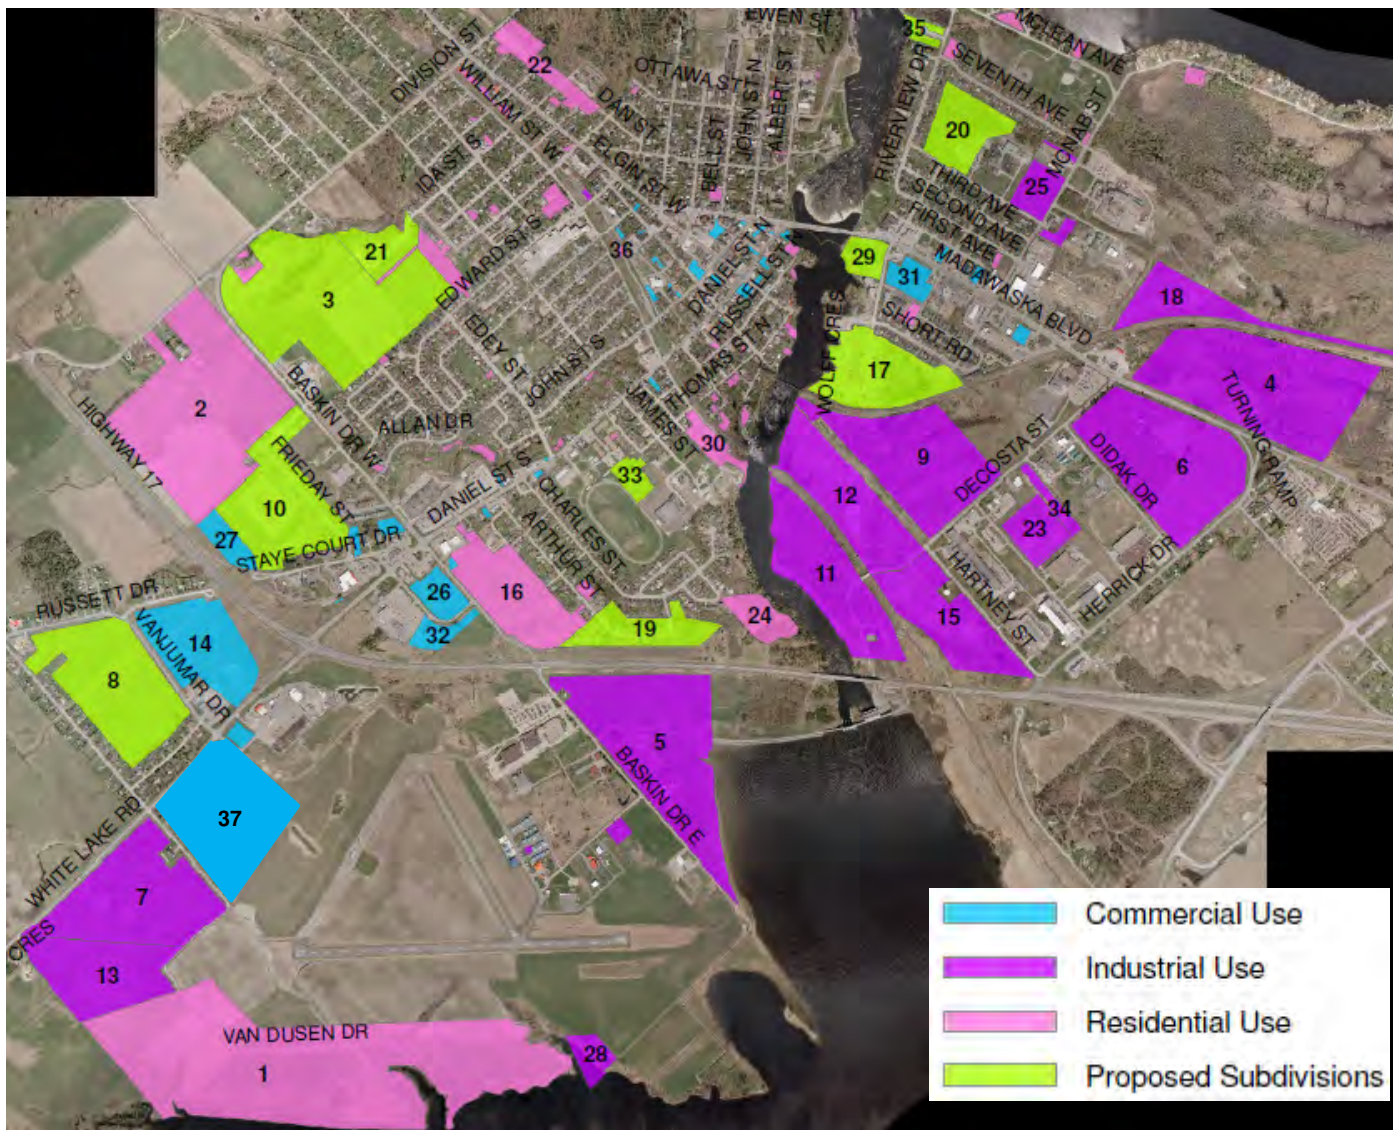 EWEN ST
MCLEAN AVE
35
DIVISION ST
WILLIAM ST W
22
OTTAWA ST
JOHN ST N
ALBERT ST
RIVERVIEW DR
SEVENTH AVE
DAN ST
MONAB ST
20
IDA ST S
ELGIN ST W
BELL ST
THIRD AVE
25
SECOND AVE
FIRST AVE
21
EDWARD ST S
36
DANIEL ST N
RUSSELL ST N
29
31
MADAWASKA BLVD
3
18
EDEY ST
JOHN ST S
THOMAS ST N
WOLFF CRES
SHORT RD
17
4
TURNING RAMP
2
BASKIN DR W
JAMES ST
HIGHWAY 17
ALLAN DR
30
9
DECOSTA ST
DIDAK DR
6
FRIEDAY ST
DANIEL ST S
33
10
CHARLES ST
12
34
23
27
STAYE COURT DR
ARTHUR ST
HARTNEY ST
HERRICK DR
RUSSETT DR
26
16
11
14
VANJUMAR DR
32
19
24
15
8
5
BASKIN DR E
37
WHITE LAKE RD
7
CRES
13
VAN DUSEN DR
28
1
Commercial Use
Industrial Use
Residential Use
Proposed Subdivisions